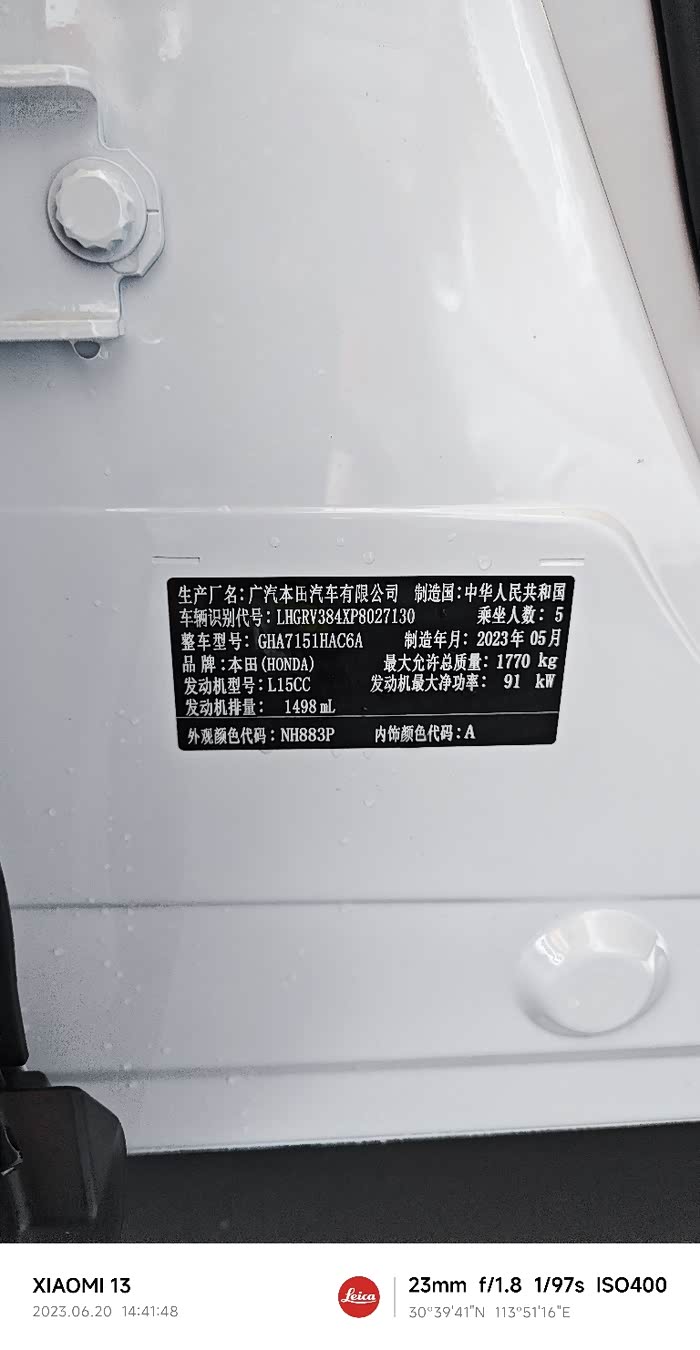 生产厂名:广汽本田汽车有限公司 制造国:中华人民共和国
车辆识别代号:LHGRV384XP8027130 乘坐人数: 5
整车型号: GHA7151HAC6A 制造年月: 2023年 05月
品 牌:本田(HONDA) 最大允许总质量: 1770 kg
发动机型号:L15CC 发动机最大净功率: 91 kW
发动机排量: 1498mL
外观颜色代码:NH883P 内饰颜色代码:A
XIAOMI 13
2023.06.20 14:41:48
Leica
23mm f/1.8 1/97s ISO400
30°39'41"N 113°51'16"E